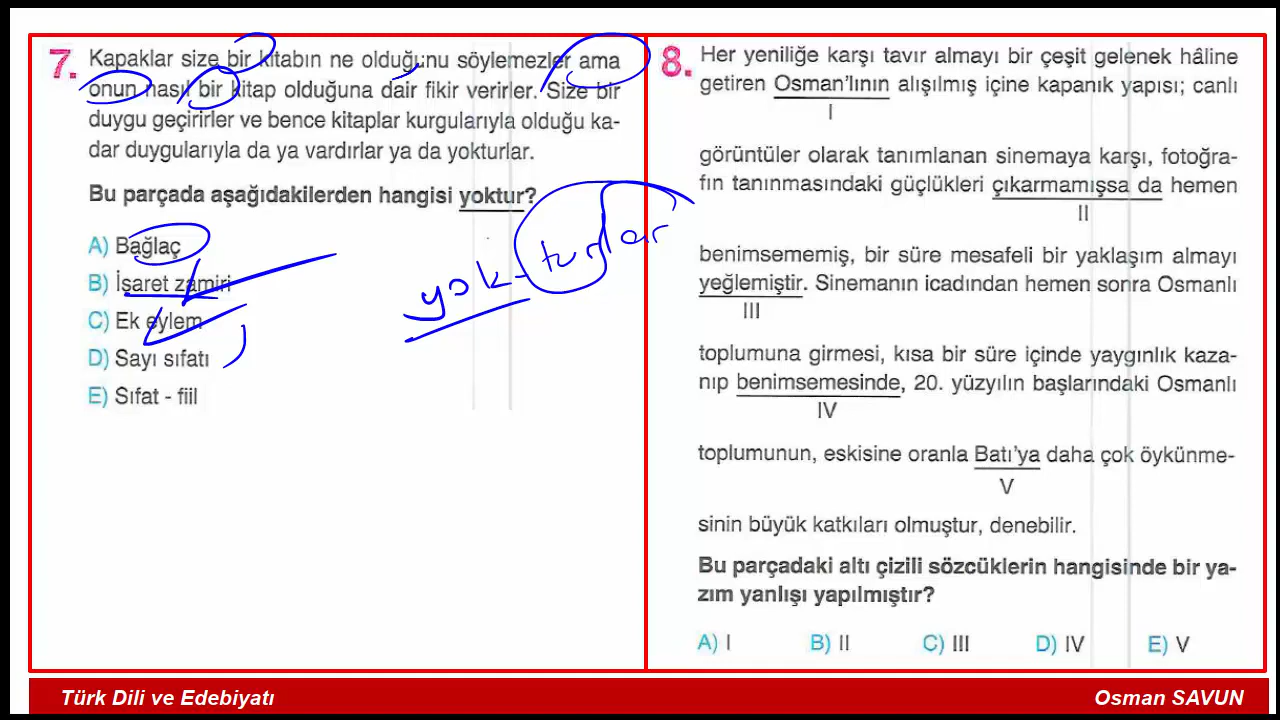 7. Kapaklar size bir kitabın ne olduğunu söylemezler ama
onun nasıl bir kitap olduğuna dair fikir verirler. Size bir
duygu geçirirler ve bence kitaplar kurgularıyla olduğu ka-
dar duygularıyla da ya vardırlar ya da yokturlar.
Bu parçada aşağıdakilerden hangisi yoktur?
A) Bağlaç
B) İşaret zamiri
C) Ek eylem
D) Sayı sıfatı
E) Sıfat - fiil
yok-turlar
8. Her yeniliğe karşı tavır almayı bir çeşit gelenek hâline
getiren Osman’lının alışılmış içine kapanık yapısı; canlı
I
görüntüler olarak tanımlanan sinemaya karşı, fotoğra-
fın tanınmasındaki güçlükleri çıkarmamışsa da hemen
II
benimsememiş, bir süre mesafeli bir yaklaşım almayı
yeğlemiştir. Sinemanın icadından hemen sonra Osmanlı
III
toplumuna girmesi, kısa bir süre içinde yaygınlık kaza-
nıp benimsemesinde, 20. yüzyılın başlarındaki Osmanlı
IV
toplumunun, eskisine oranla Batı’ya daha çok öykünme-
V
sinin büyük katkıları olmuştur, denebilir.
Bu parçadaki altı çizili sözcüklerin hangisinde bir ya-
zım yanlışı yapılmıştır?
A) I B) II C) III D) IV E) V
Türk Dili ve Edebiyatı Osman SAVUN